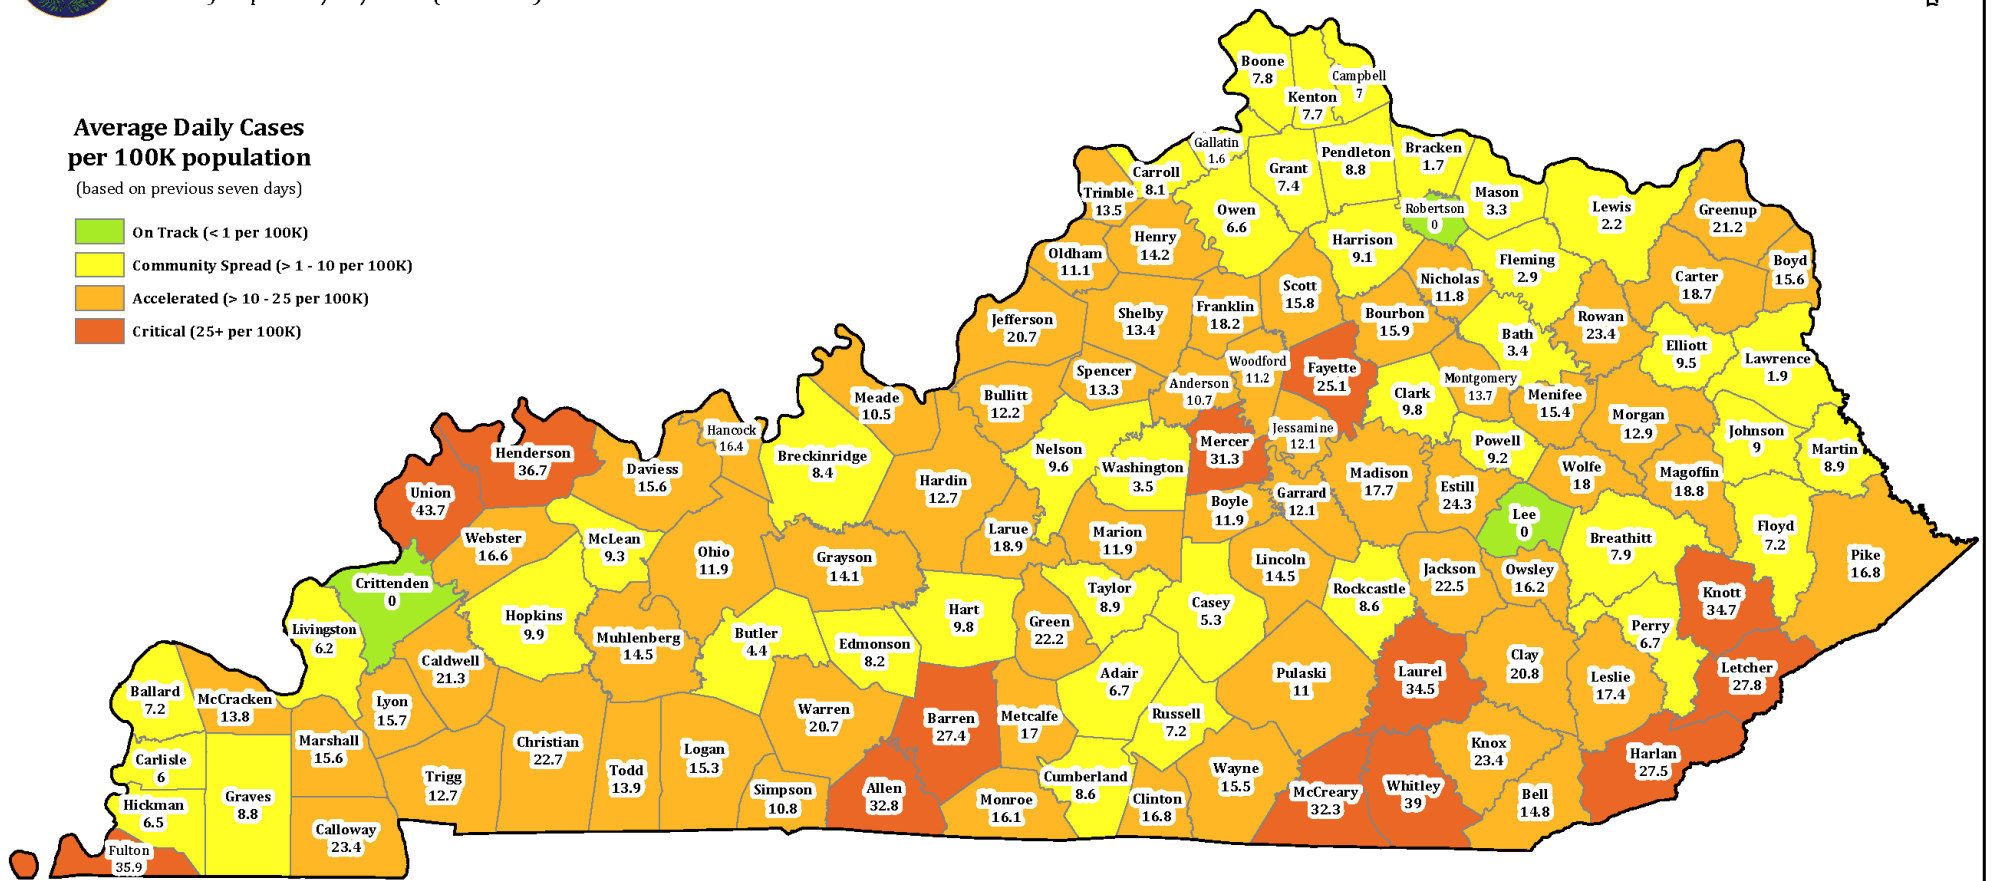 Average Daily Cases
per 100K population
(based on previous seven days)
On Track (< 1 per 100K)
Community Spread (> 1 - 10 per 100K)
Accelerated (> 10 - 25 per 100K)
Critical (25+ per 100K)
Boone
7.8
Kenton
7.7
Campbell
7
Gallatin
1.6
Carroll
8.1
Trimble
13.5
Grant
7.4
Pendleton
8.8
Bracken
1.7
Mason
3.3
Robertson
0
Lewis
2.2
Greenup
21.2
Boyd
15.6
Carter
18.7
Owen
6.6
Henry
14.2
Oldham
11.1
Harrison
9.1
Nicholas
11.8
Fleming
2.9
Scott
15.8
Franklin
18.2
Shelby
13.4
Jefferson
20.7
Bourbon
15.9
Bath
3.4
Rowan
23.4
Elliott
9.5
Lawrence
1.9
Spencer
13.3
Anderson
10.7
Woodford
11.2
Fayette
25.1
Clark
9.8
Montgomery
13.7
Menifee
15.4
Morgan
12.9
Johnson
9
Martin
8.9
Bullitt
12.2
Meade
10.5
Hancock
16.4
Breckinridge
8.4
Nelson
9.6
Washington
3.5
Mercer
31.3
Jessamine
12.1
Madison
17.7
Powell
9.2
Estill
24.3
Wolfe
18
Magoffin
18.8
Floyd
7.2
Pike
16.8
Henderson
36.7
Union
43.7
Daviess
15.6
Hardin
12.7
Larue
18.9
Marion
11.9
Boyle
11.9
Garrard
12.1
Lee
0
Breathitt
7.9
Webster
16.6
McLean
9.3
Ohio
11.9
Grayson
14.1
Lincoln
14.5
Rockcastle
8.6
Jackson
22.5
Owsley
16.2
Knott
34.7
Perry
6.7
Letcher
27.8
Crittenden
0
Livingston
6.2
Hopkins
9.9
Muhlenberg
14.5
Butler
4.4
Edmonson
8.2
Hart
9.8
Green
22.2
Taylor
8.9
Casey
5.3
Pulaski
11
Laurel
34.5
Clay
20.8
Leslie
17.4
Caldwell
21.3
Lyon
15.7
Ballard
7.2
McCracken
13.8
Carlisle
6
Hickman
6.5
Fulton
35.9
Graves
8.8
Marshall
15.6
Calloway
23.4
Trigg
12.7
Christian
22.7
Todd
13.9
Logan
15.3
Warren
20.7
Simpson
10.8
Allen
32.8
Barren
27.4
Metcalfe
17
Monroe
16.1
Adair
6.7
Russell
7.2
Cumberland
8.6
Clinton
16.8
Wayne
15.5
McCreary
32.3
Whitley
39
Knox
23.4
Bell
14.8
Harlan
27.5